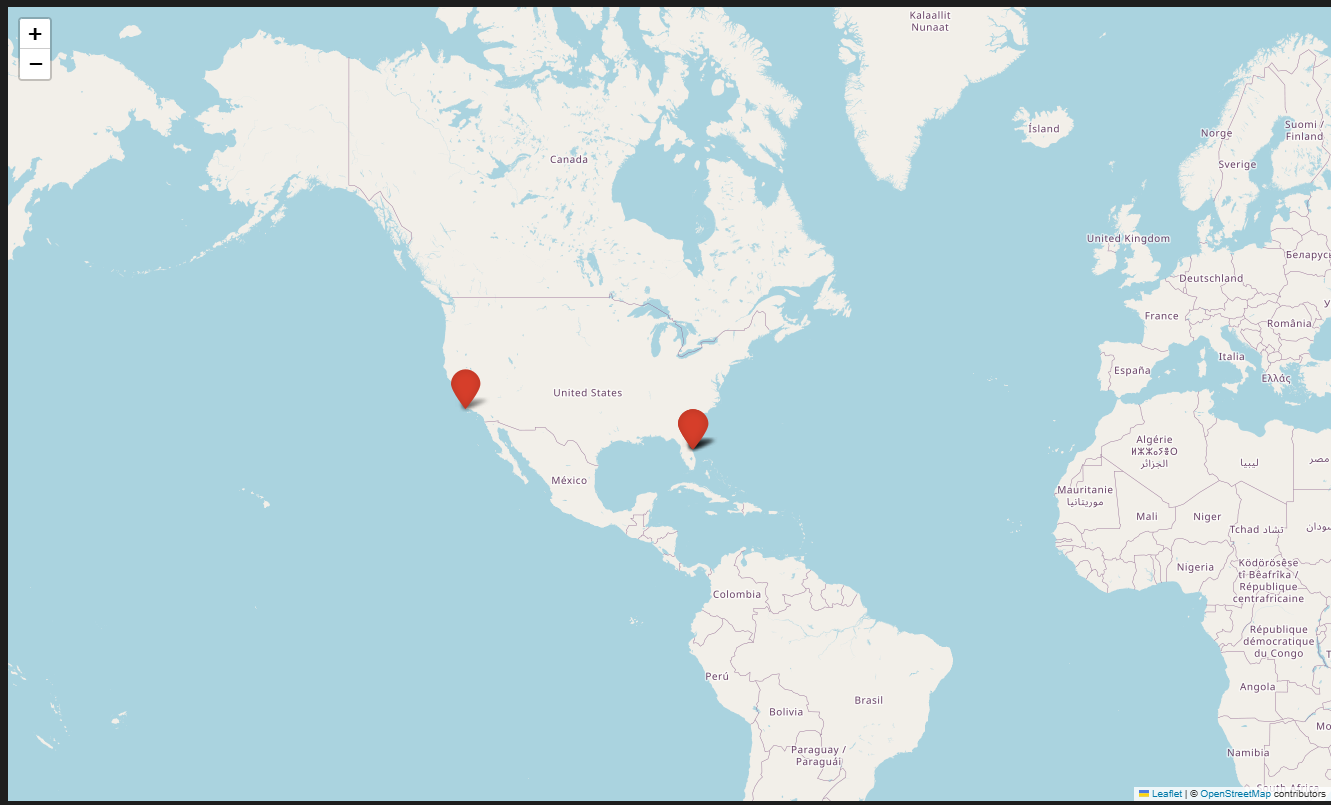 +
−
Kalaallit
Nunaat
Ísland
Norge
Suomi /
Finland
Sverige
Canada
United Kingdom
Беларусь
Deutschland
France
România
Italia
España
Ελλάς
United States
Algérie
ⵍⵣⵣⴰⵢⴻⵔ
الجزائر
ليبيا
مصر
México
Mauritanie
موريتانيا
Mali
Niger
Tchad تشاد
Nigeria
Ködörösêse
tî Bêafrîka /
République
centrafricaine
Colombia
République
démocratique
du Congo
Perú
Angola
Brasil
Bolivia
Namibia
Paraguay /
Paraguái
Leaflet | © OpenStreetMap contributors